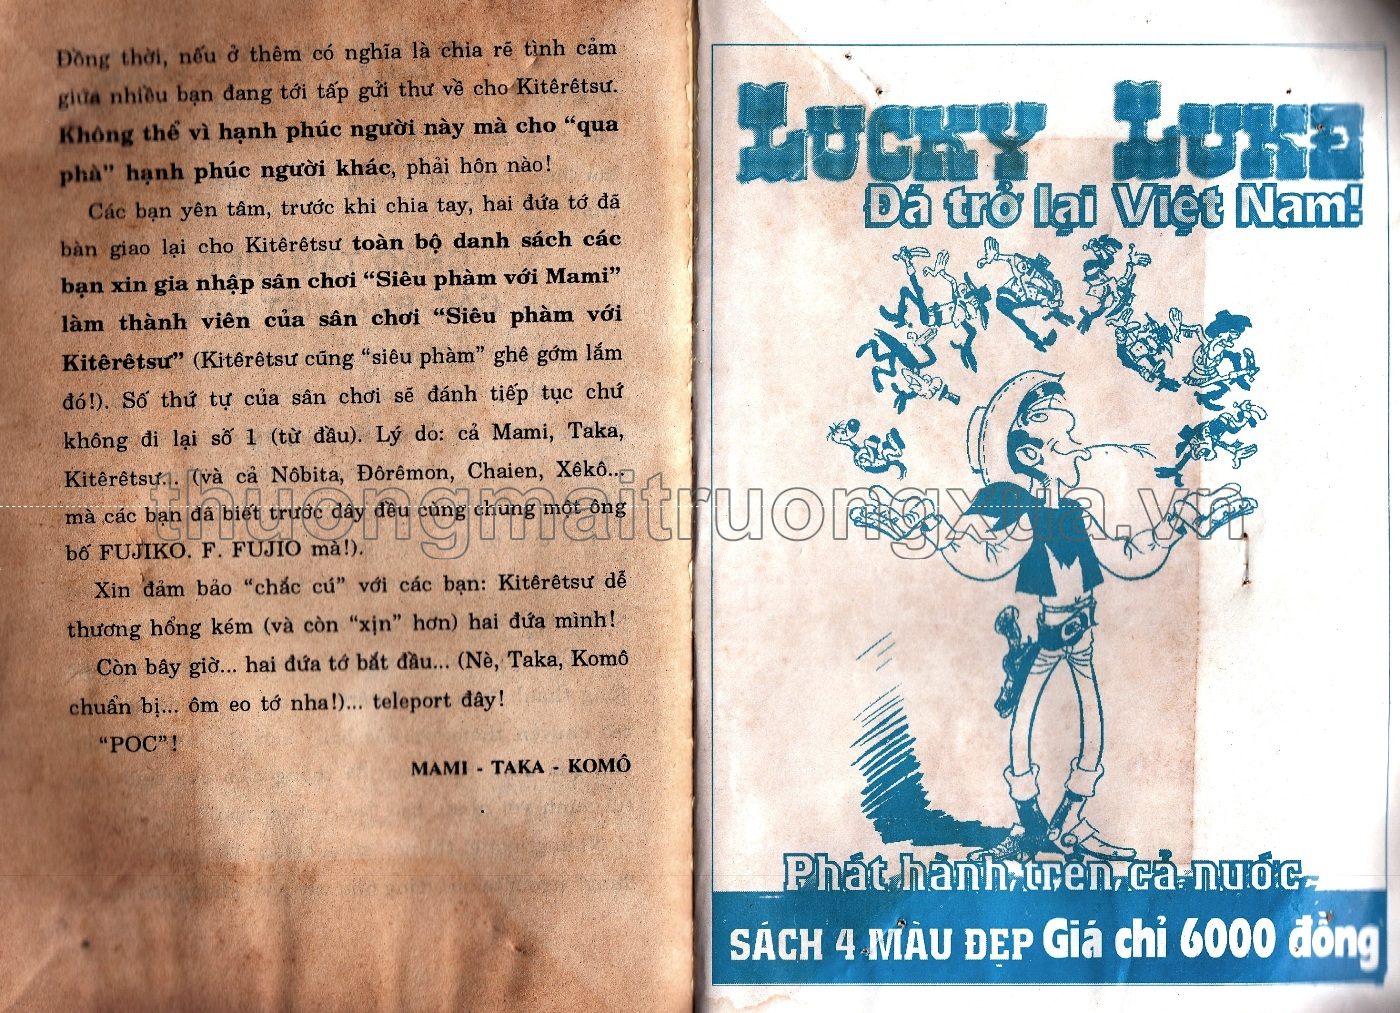 Đồng thời, nếu ở thêm có nghĩa là chia rẽ tình cảm
giữa nhiều bạn đang tới tấp gửi thư về cho Kitêrêtsư.
Không thể vì hạnh phúc người này mà cho “qua
phà” hạnh phúc người khác, phải hôn nào!
Các bạn yên tâm, trước khi chia tay, hai đứa tớ đã
bàn giao lại cho Kitêrêtsư toàn bộ danh sách các
bạn xin gia nhập sân chơi “Siêu phàm với Mami”
làm thành viên của sân chơi “Siêu phàm với
Kitêrêtsư” (Kitêrêtsư cũng “siêu phàm” ghê gớm lắm
đó!). Số thứ tự của sân chơi sẽ đánh tiếp tục chứ
không đi lại số 1 (từ đầu). Lý do: cả Mami, Taka,
Kitêrêtsư... (và cả Nôbita, Đôrêmon, Chaien, Xêkô...
mà các bạn đã biết trước đây đều cùng chung một ông
bố FUJIKO. F. FUJIO mà!).
Xin đảm bảo “chắc cú” với các bạn: Kitêrêtsư dễ
thương hổng kém (và còn “xịn” hơn) hai đứa mình!
Còn bây giờ... hai đứa tớ bắt đầu... (Nè, Taka, Komô
chuẩn bị... ôm eo tớ nha!)... teleport đây!
“POC”!
MAMI - TAKA - KOMÔ
LUCKY LUKE
Đã trở lại Việt Nam!
Phát hành trên cả nước
SÁCH 4 MÀU ĐẸP Giá chỉ 6000 đồng
thuongmaitruongxua.vn